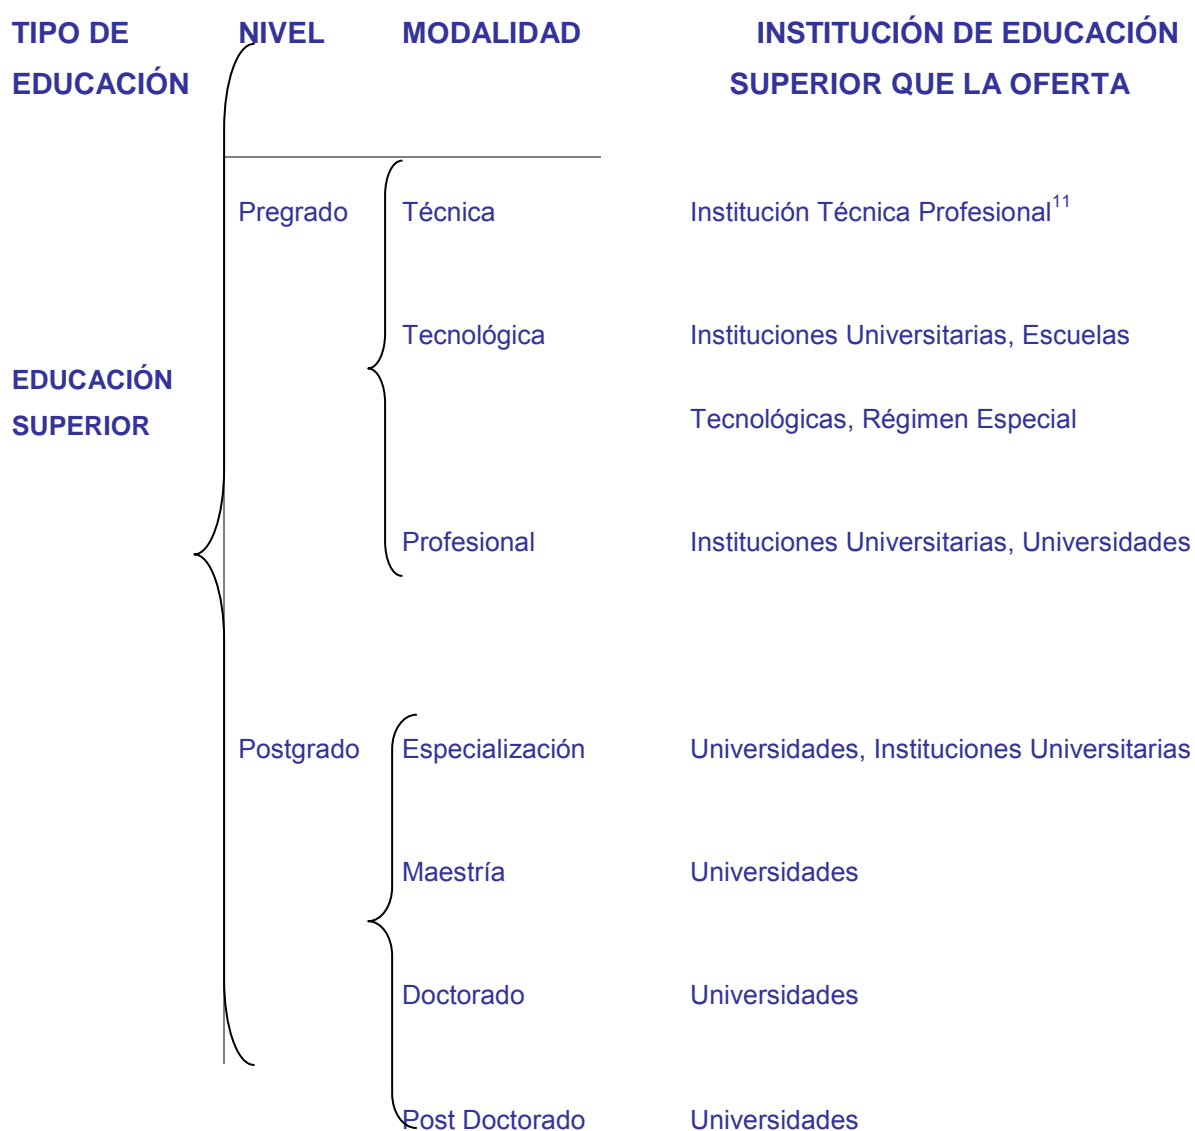 TIPO DE NIVEL MODALIDAD INSTITUCIÓN DE EDUCACIÓN
EDUCACIÓN SUPERIOR QUE LA OFERTA
Pregrado Técnica Institución Técnica Profesional11
Tecnológica Instituciones Universitarias, Escuelas
EDUCACIÓN
SUPERIOR Tecnológicas, Régimen Especial
Profesional Instituciones Universitarias, Universidades
Postgrado Especialización Universidades, Instituciones Universitarias
Maestría Universidades
Doctorado Universidades
Post Doctorado Universidades